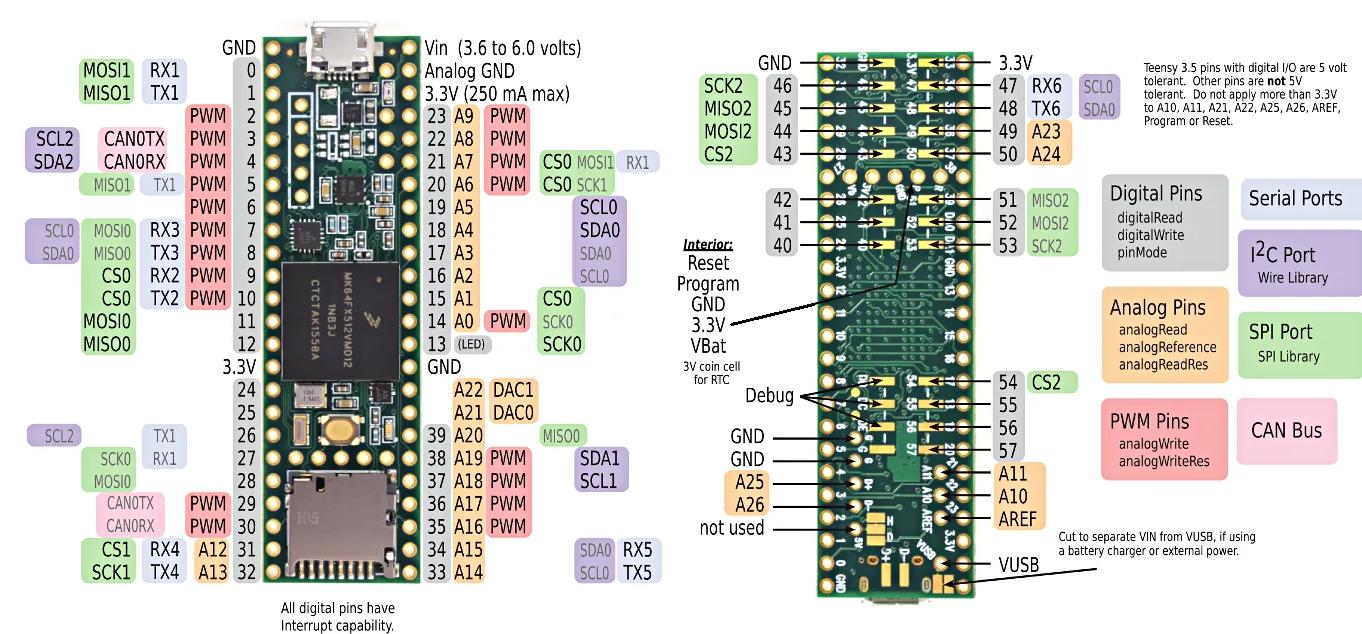 GND Vin (3.6 to 6.0 volts)
MOSI1 RX1 0 Analog GND
MISO1 TX1 1 3.3V (250 mA max)
PWM 2 23 A9 PWM
SCL2 CAN0TX PWM 3 22 A8 PWM
SDA2 CAN0RX PWM 4 21 A7 PWM CS0 MOSI1 RX1
MISO1 TX1 PWM 5 20 A6 PWM CS0 SCK1
PWM 6 19 A5 SCL0
SCL0 MOSI0 RX3 PWM 7 18 A4 SDA0
SDA0 MISO0 TX3 PWM 8 17 A3 SDA0
CS0 RX2 PWM 9 16 A2 SCL0
CS0 TX2 PWM 10 15 A1 CS0
MOSI0 11 14 A0 PWM SCK0
MISO0 12 13 (LED) SCK0
3.3V GND
24 A22 DAC1
25 A21 DAC0
SCL2 TX1 26 39 A20 MISO0
SCK0 RX1 27 38 A19 PWM SDA1
MOSI0 28 37 A18 PWM SCL1
CAN0TX PWM 29 36 A17 PWM
CAN0RX PWM 30 35 A16 PWM
CS1 RX4 A12 31 34 A15 SDA0 RX5
SCK1 TX4 A13 32 33 A14 SCL0 TX5
MK64FX512VMD12
1N83J
CTCTAK1550A
All digital pins have
Interrupt capability.
GND 3.3V
SCK2 46 47 RX6 SCL0
MISO2 45 48 TX6 SDA0
MOSI2 44 49 A23
CS2 43 50 A24
42 51 MISO2
41 52 MOSI2
40 53 SCK2
Interior:
Reset
Program
GND
3.3V
VBat
3V coin cell
for RTC
54 CS2
Debug 55
56
GND 57
GND
A11
A25 A10
A26 AREF
not used
VUSB
Teensy 3.5 pins with digital I/O are 5 volt
tolerant. Other pins are not 5V
tolerant. Do not apply more than 3.3V
to A10, A11, A21, A22, A25, A26, AREF,
Program or Reset.
Digital Pins
digitalRead
digitalWrite
pinMode
Serial Ports
I2C Port
Wire Library
Analog Pins
analogRead
analogReference
analogReadRes
SPI Port
SPI Library
PWM Pins
analogWrite
analogWriteRes
CAN Bus
Cut to separate VIN from VUSB, if using
a battery charger or external power.